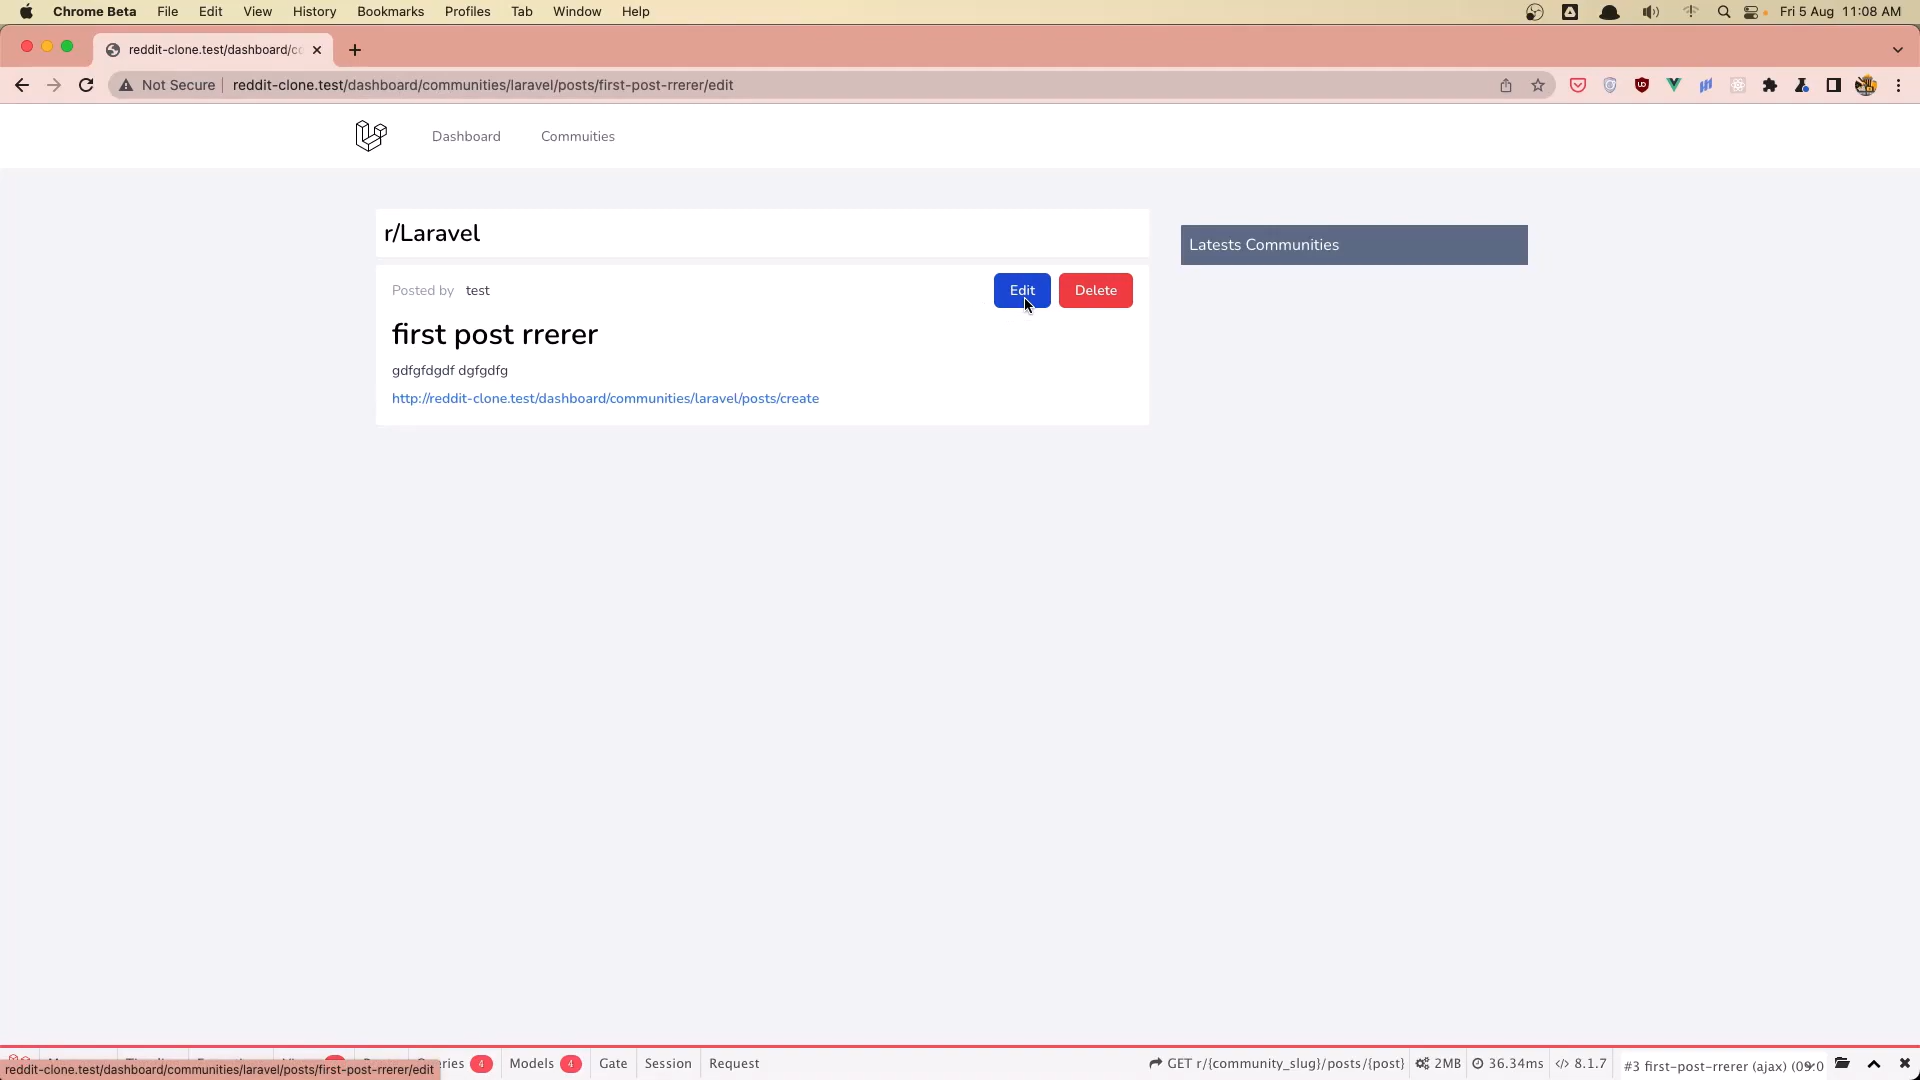 Chrome Beta File Edit View History Bookmarks Profiles Tab Window Help Fri 5 Aug 11:08 AM
reddit-clone.test/dashboard/co
Not Secure reddit-clone.test/dashboard/communities/laravel/posts/first-post-rrerer/edit
Dashboard Commuities
r/Laravel
Latests Communities
Posted by test Edit Delete
first post rrerer
gdfgfdgdf dgfgdfg
http://reddit-clone.test/dashboard/communities/laravel/posts/create
4 Models 4 Gate Session Request GET r/{community_slug}/posts/{post} 2MB 36.34ms 8.1.7 #3 first-post-rrerer (ajax)
reddit-clone.test/dashboard/communities/laravel/posts/first-post-rrerer/edit